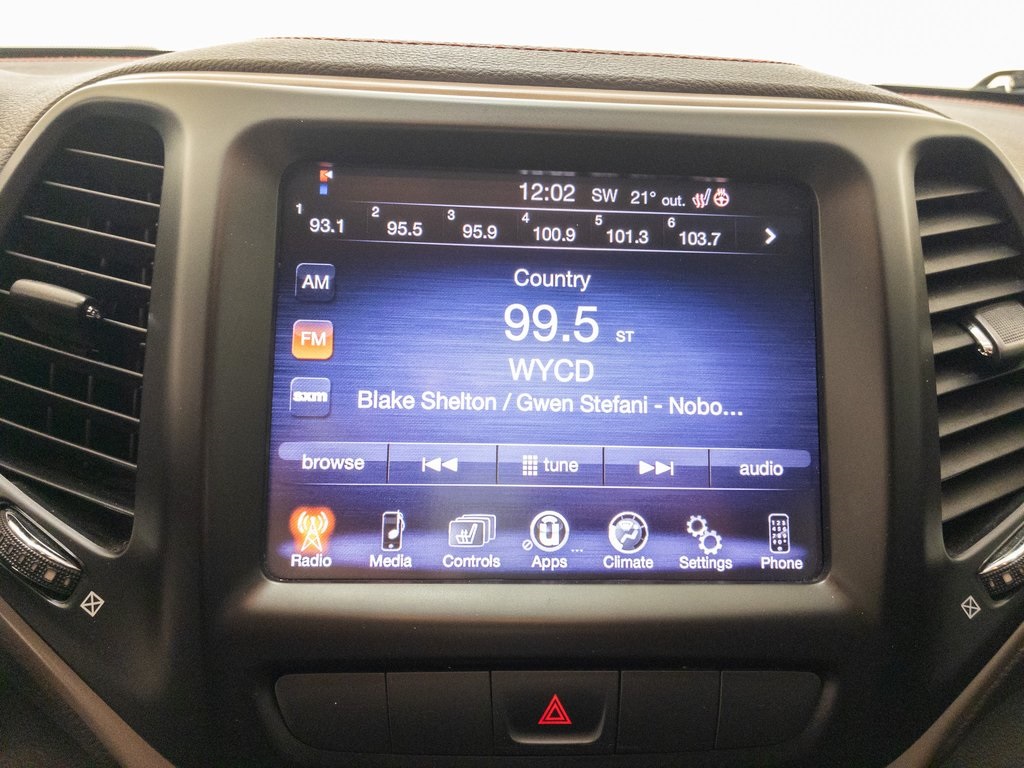 12:02 SW 21° out.
1 93.1 2 95.5 3 95.9 4 100.9 5 101.3 6 103.7
AM
FM
sxm
Country
99.5 ST
WYCD
Blake Shelton / Gwen Stefani - Nobo...
browse tune audio
Radio Media Controls Apps ... Climate Settings Phone